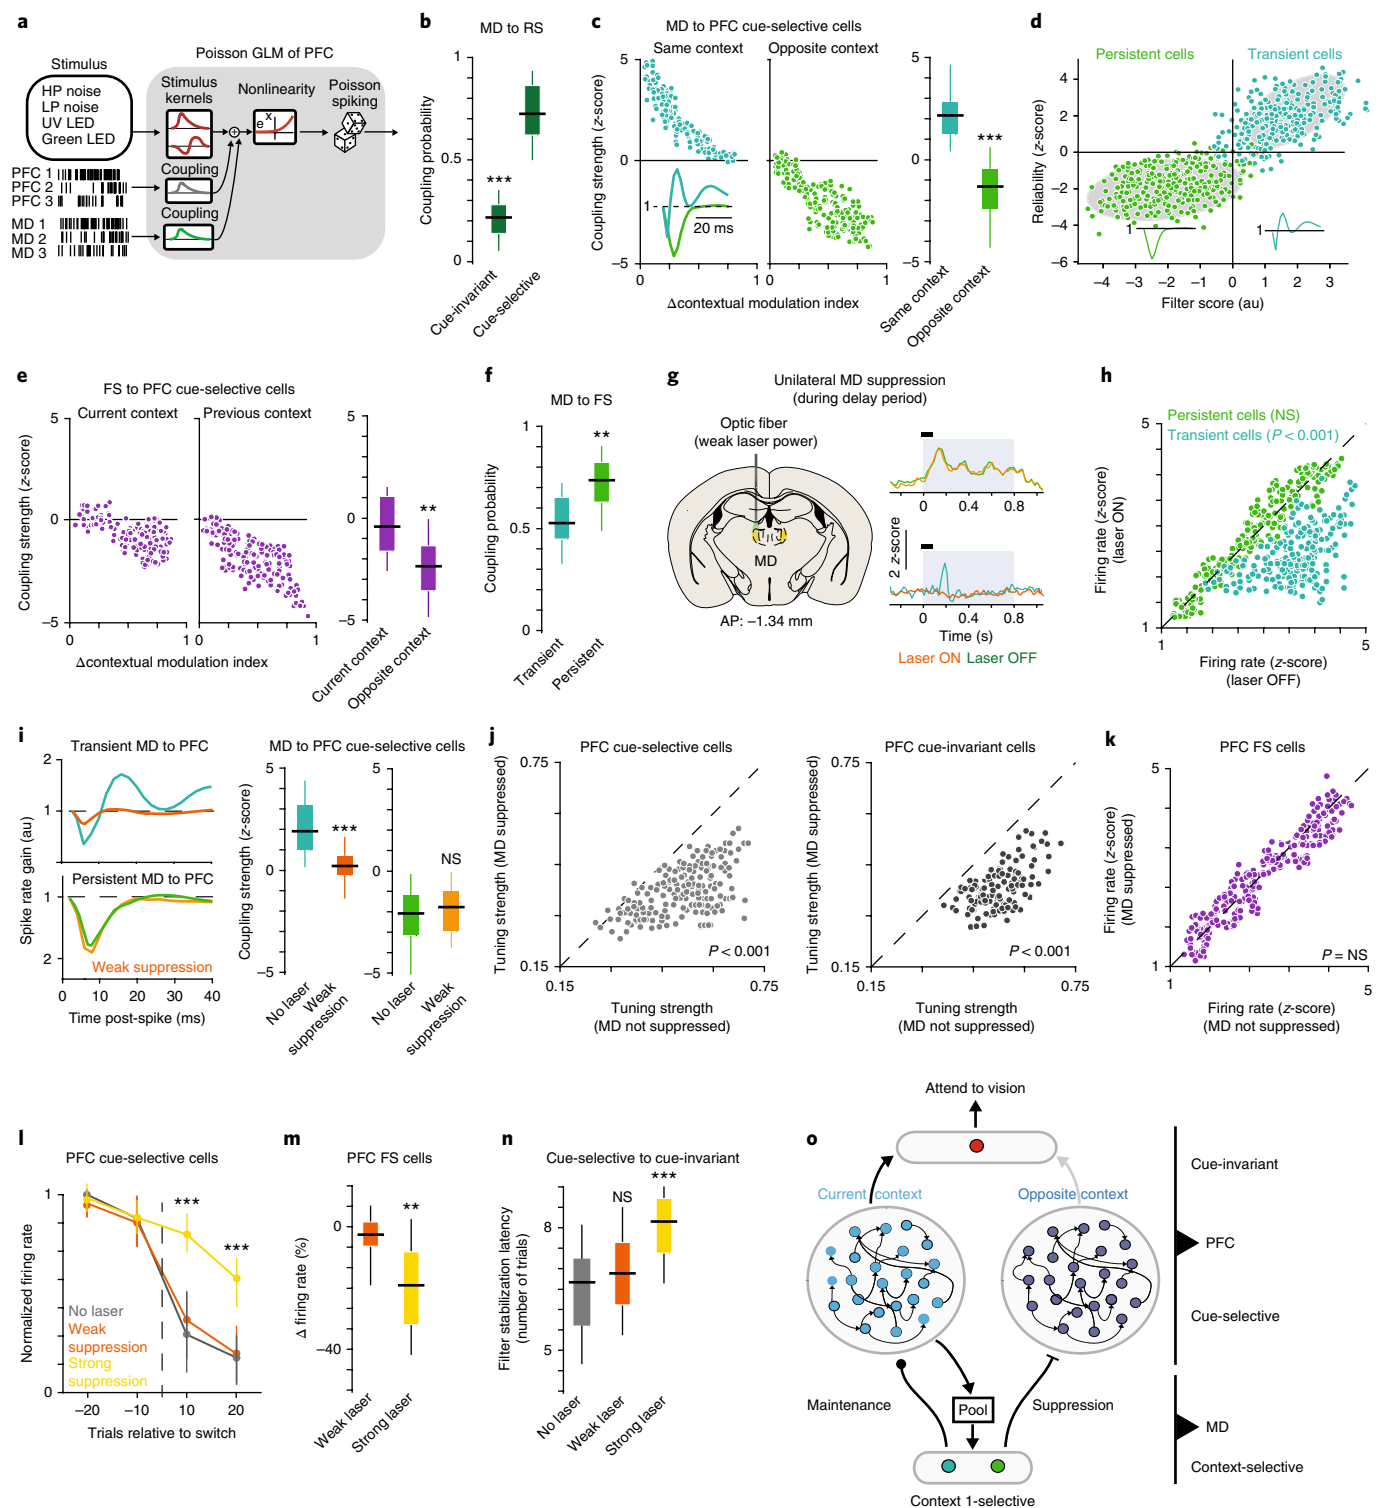 a
Poisson GLM of PFC
Stimulus
HP noise
LP noise
UV LED
Green LED
Stimulus
kernels
Nonlinearity
e x
Poisson
spiking
Coupling
Coupling
PFC 1
PFC 2
PFC 3
MD 1
MD 2
MD 3
b
MD to RS
Coupling probability
1
0.5
0
***
Cue-invariant
Cue-selective
c
MD to PFC cue-selective cells
Same context
Opposite context
Coupling strength (z-score)
5
0
−5
1
20 ms
0
1 0
1
Δcontextual modulation index
5
0
−5
***
Same context
Opposite context
d
Persistent cells
Transient cells
Reliability (z-score)
4
2
0
−2
−4
−6
1
1
−4 −3 −2 −1 0 1 2 3
Filter score (au)
e
FS to PFC cue-selective cells
Current context
Previous context
Coupling strength (z-score)
5
0
−5
0
1 0
1
Δcontextual modulation index
5
0
−5
**
Current context
Opposite context
f
MD to FS
Coupling probability
1
0.5
0
**
Transient
Persistent
g
Unilateral MD suppression
(during delay period)
Optic fiber
(weak laser power)
MD
AP: −1.34 mm
0 0.4 0.8
2 z-score
0 0.4 0.8
Time (s)
Laser ON Laser OFF
h
Persistent cells (NS)
Transient cells (P < 0.001)
Firing rate (z-score)
(laser ON)
5
1
1
5
Firing rate (z-score)
(laser OFF)
i
Transient MD to PFC
2
1
Persistent MD to PFC
1
2
Weak suppression
Spike rate gain (au)
0 10 20 30 40
Time post-spike (ms)
MD to PFC cue-selective cells
Coupling strength (z-score)
5
0
−5
***
No laser
Weak
suppression
5
0
−5
NS
No laser
Weak
suppression
j
PFC cue-selective cells
Tuning strength (MD suppressed)
0.75
0.15
P < 0.001
0.15
0.75
Tuning strength
(MD not suppressed)
PFC cue-invariant cells
Tuning strength (MD suppressed)
0.75
0.15
P < 0.001
0.15
0.75
Tuning strength
(MD not suppressed)
k
PFC FS cells
Firing rate (z-score)
(MD suppressed)
5
1
P = NS
1
5
Firing rate (z-score)
(MD not suppressed)
l
PFC cue-selective cells
Normalized firing rate
1
0
***
***
No laser
Weak
suppression
Strong
suppression
−20 −10 10 20
Trials relative to switch
m
PFC FS cells
Δ firing rate (%)
0
−40
**
Weak laser
Strong laser
n
Cue-selective to cue-invariant
Filter stabilization latency
(number of trials)
8
5
NS
***
No laser
Weak laser
Strong laser
o
Attend to vision
Current context
Opposite context
Maintenance
Pool
Suppression
Context 1-selective
Cue-invariant
PFC
Cue-selective
MD
Context-selective